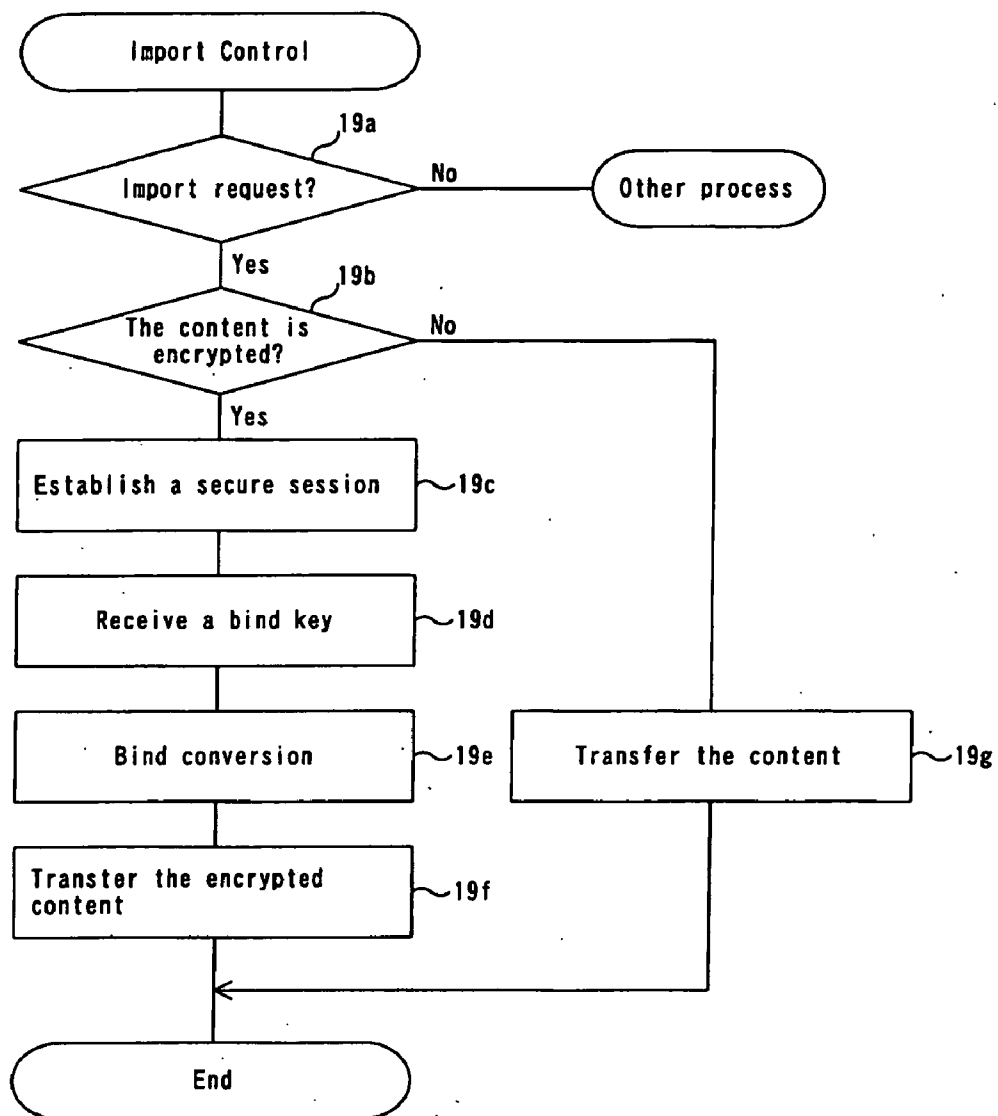 Import Control
19a
Import request?
No
Other process
Yes
19b
The content is
encrypted?
No
Yes
Establish a secure session
19c
Receive a bind key
19d
Bind conversion
19e
Transfer the content
19g
Transter the encrypted
content
19f
End